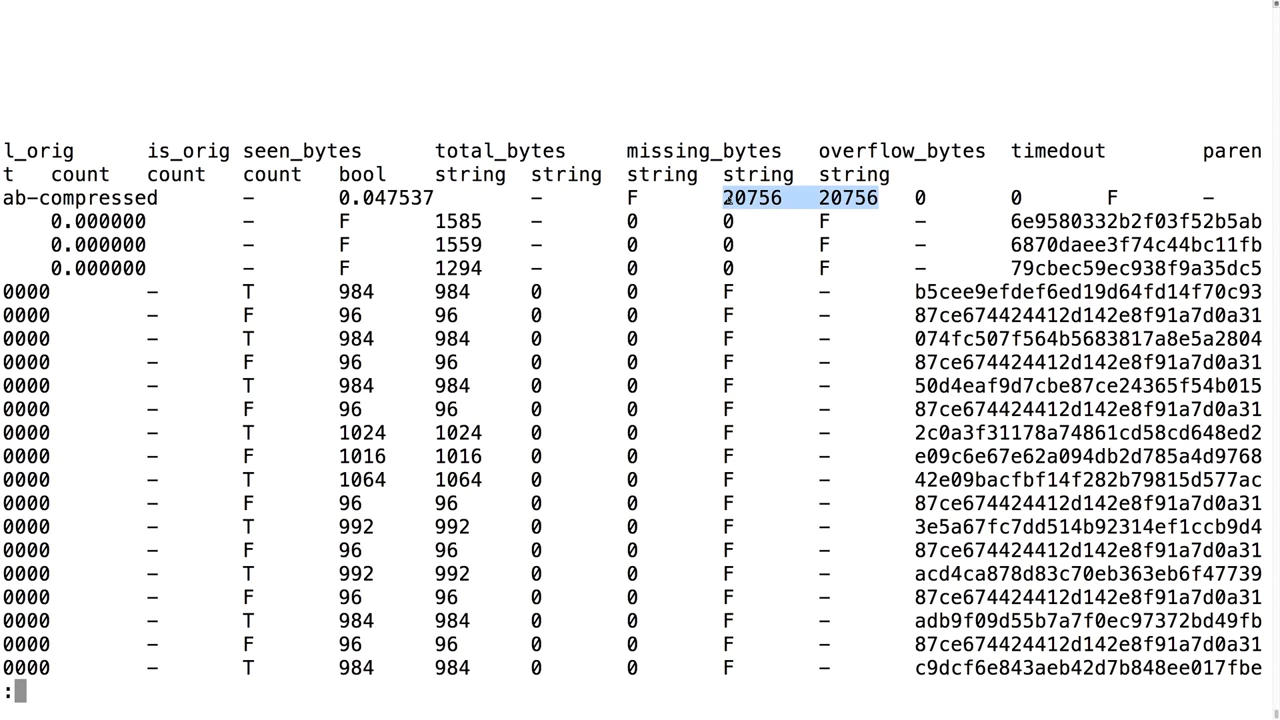 l_orig is_orig seen_bytes total_bytes missing_bytes overflow_bytes timedout paren
t count count count bool string string string string string
ab-compressed – 0.047537 – F 20756 20756 0 0 F –
0.000000 – F 1585 – 0 0 F – 6e9580332b2f03f52b5ab
0.000000 – F 1559 – 0 0 F – 6870daee3f74c44bc11fb
0.000000 – F 1294 – 0 0 F – 79cbec59ec938f9a35dc5
0000 – T 984 984 0 0 F – b5cee9efdef6ed19d64fd14f70c93
0000 – F 96 96 0 0 F – 87ce674424412d142e8f91a7d0a31
0000 – T 984 984 0 0 F – 074fc507f564b5683817a8e5a2804
0000 – F 96 96 0 0 F – 87ce674424412d142e8f91a7d0a31
0000 – T 984 984 0 0 F – 50d4eaf9d7cbe87ce24365f54b015
0000 – F 96 96 0 0 F – 87ce674424412d142e8f91a7d0a31
0000 – T 1024 1024 0 0 F – 2c0a3f31178a74861cd58cd648ed2
0000 – F 1016 1016 0 0 F – e09c6e67e62a094db2d785a4d9768
0000 – T 1064 1064 0 0 F – 42e09bacfbf14f282b79815d577ac
0000 – F 96 96 0 0 F – 87ce674424412d142e8f91a7d0a31
0000 – T 992 992 0 0 F – 3e5a67fc7dd514b92314ef1ccb9d4
0000 – F 96 96 0 0 F – 87ce674424412d142e8f91a7d0a31
0000 – T 992 992 0 0 F – acd4ca878d83c70eb363eb6f47739
0000 – F 96 96 0 0 F – 87ce674424412d142e8f91a7d0a31
0000 – T 984 984 0 0 F – adb9f09d55b7a7f0ec97372bd49fb
0000 – F 96 96 0 0 F – 87ce674424412d142e8f91a7d0a31
0000 – T 984 984 0 0 F – c9dcf6e843aeb42d7b848ee017fbe
: